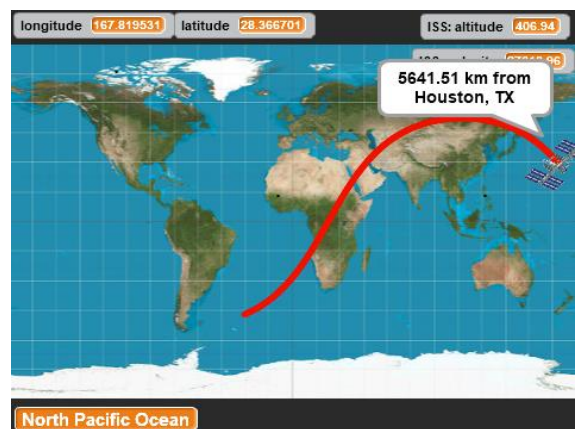 longitude 167.819531 latitude 28.366701 ISS: altitude 406.94
5641.51 km from
Houston, TX
North Pacific Ocean